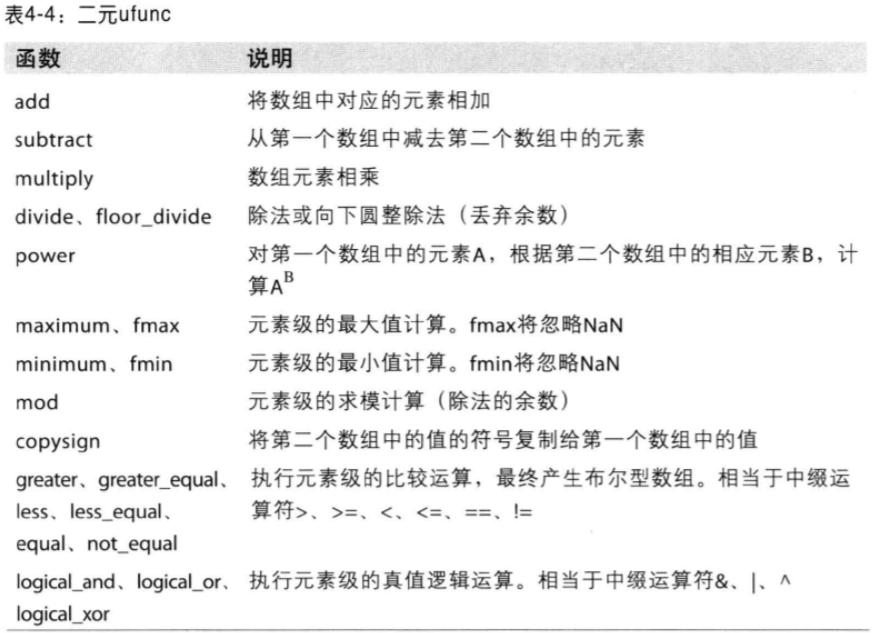 表4-4：二元ufunc
函数 说明
add 将数组中对应的元素相加
subtract 从第一个数组中减去第二个数组中的元素
multiply 数组元素相乘
divide、floor_divide 除法或向下圆整除法（丢弃余数）
power 对第一个数组中的元素A，根据第二个数组中的相应元素B，计
算Aᴮ
maximum、fmax 元素级的最大值计算。fmax将忽略NaN
minimum、fmin 元素级的最小值计算。fmin将忽略NaN
mod 元素级的求模计算（除法的余数）
copysign 将第二个数组中的值的符号复制给第一个数组中的值
greater、greater_equal、 执行元素级的比较运算，最终产生布尔型数组。相当于中缀运
less、less_equal、 算符>、>=、<、<=、==、!=
equal、not_equal
logical_and、logical_or、 执行元素级的真值逻辑运算。相当于中缀运算符&、|、^
logical_xor